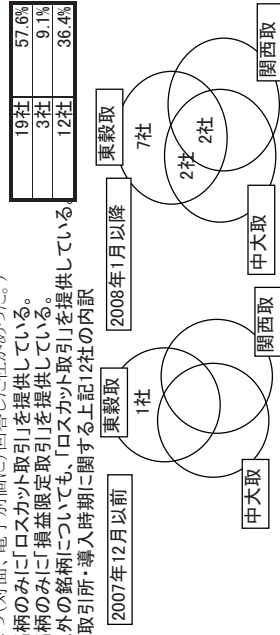 (対面、電子別個に回答した社があった。)
銘柄のみに「ロスカット取引」を提供している。
19社
57.6%
柄のみに「損益限定取引」を提供している。
3社
9.1%
外の銘柄についても、「ロスカット取引」を提供している。
12社
36.4%
取引所・導入時期に関する上記12社の内訳
2007年12月以前
東穀取
1社
中大取
関西取
2008年1月以降
東穀取
7社
2社
2社
中大取
関西取